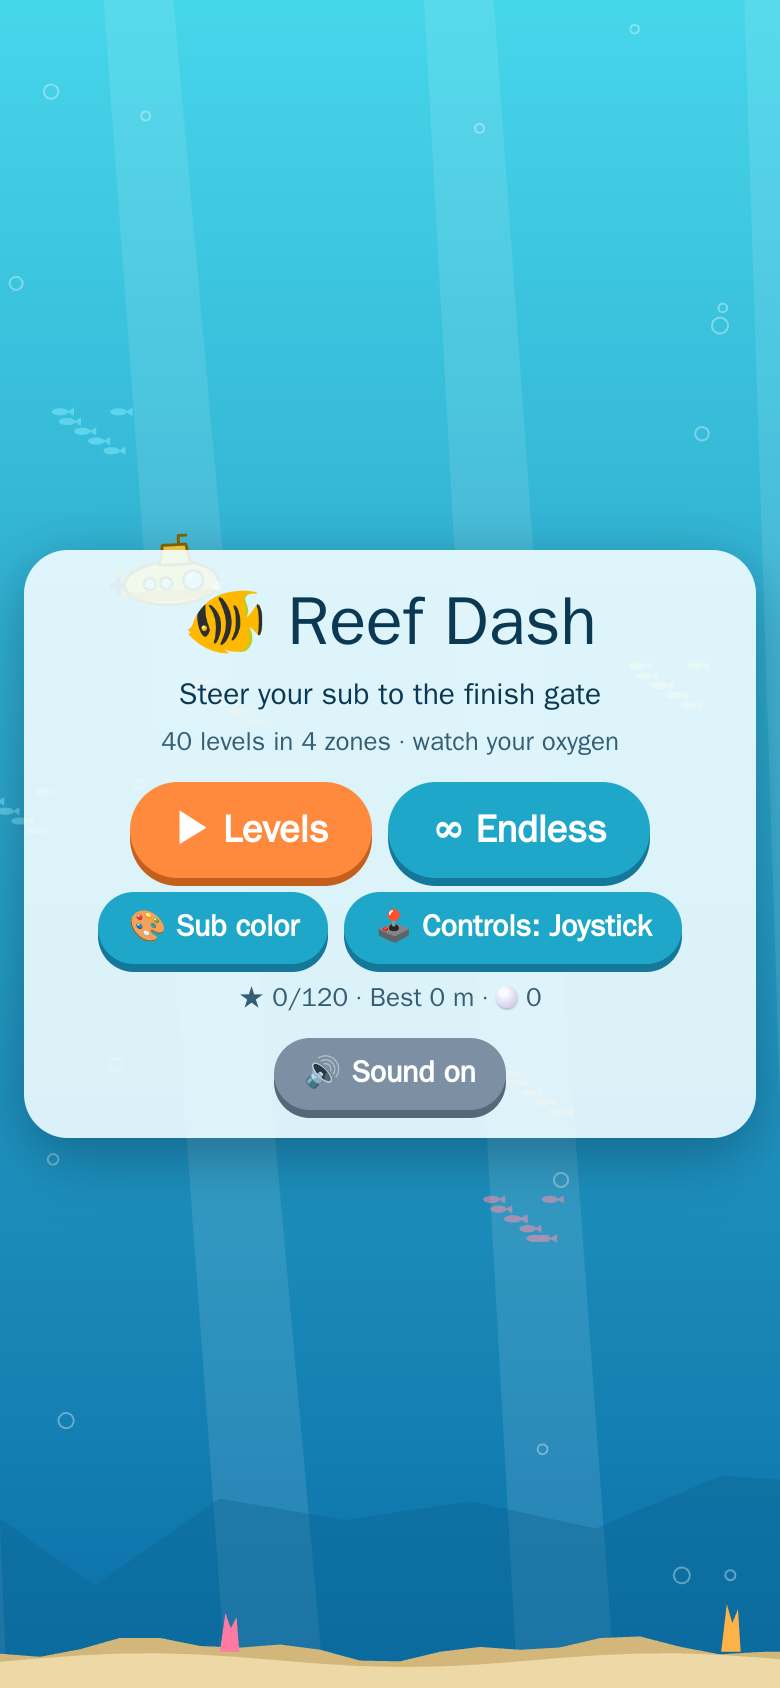 Reef Dash
Steer your sub to the finish gate
40 levels in 4 zones · watch your oxygen
▶ Levels
∞ Endless
Sub color
Controls: Joystick
★ 0/120 · Best 0 m · 0
Sound on